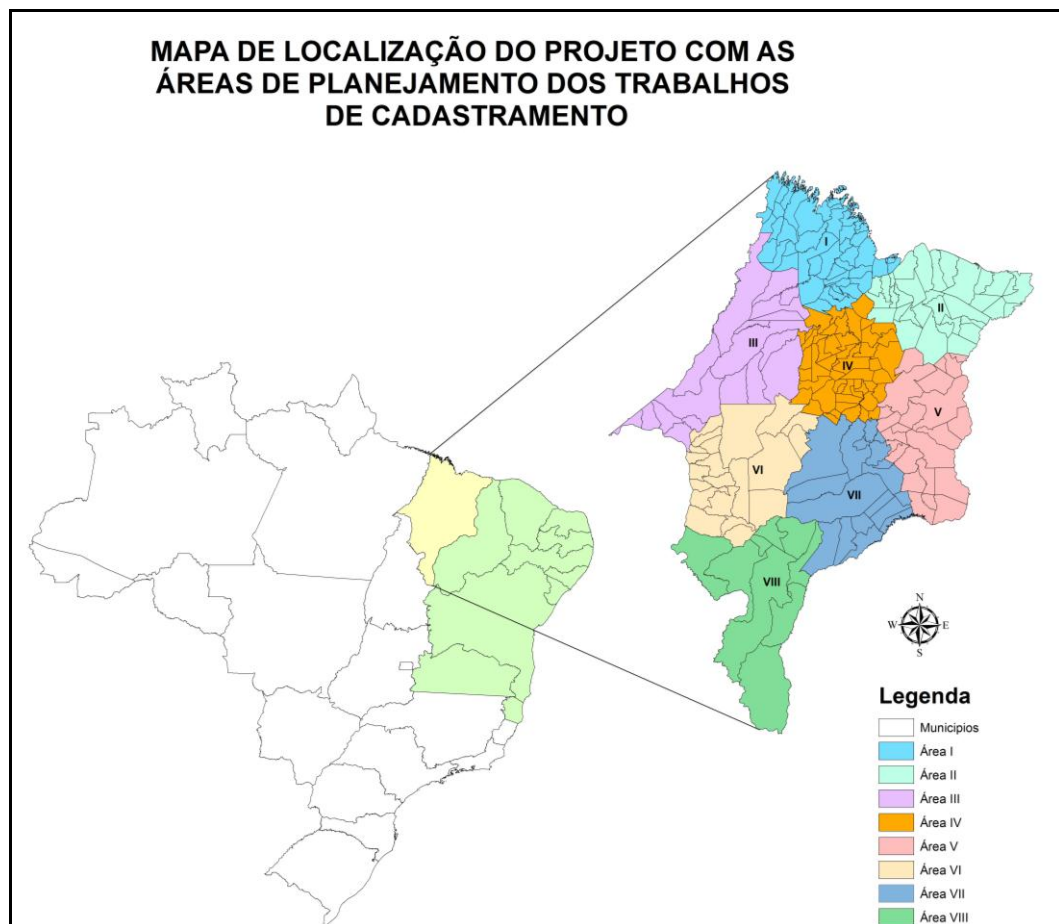 MAPA DE LOCALIZAÇÃO DO PROJETO COM AS
ÁREAS DE PLANEJAMENTO DOS TRABALHOS
DE CADASTRAMENTO
I
II
III
IV
V
VI
VII
VIII
N
W E
S
Legenda
Municipios
Área I
Área II
Área III
Área IV
Área V
Área VI
Área VII
Área VIII